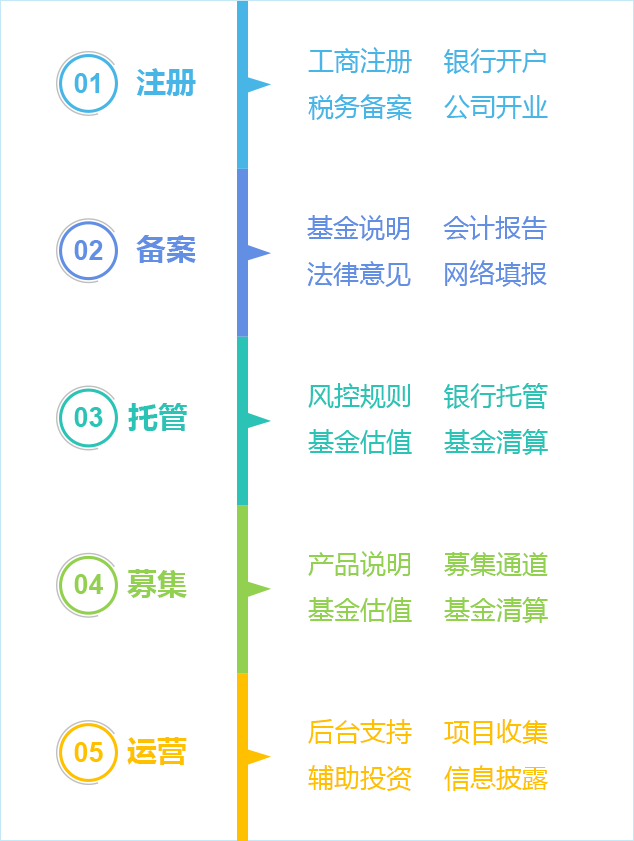 01 注册
工商注册 银行开户
税务备案 公司开业
02 备案
基金说明 会计报告
法律意见 网络填报
03 托管
风控规则 银行托管
基金估值 基金清算
04 募集
产品说明 募集通道
基金估值 基金清算
05 运营
后台支持 项目收集
辅助投资 信息披露